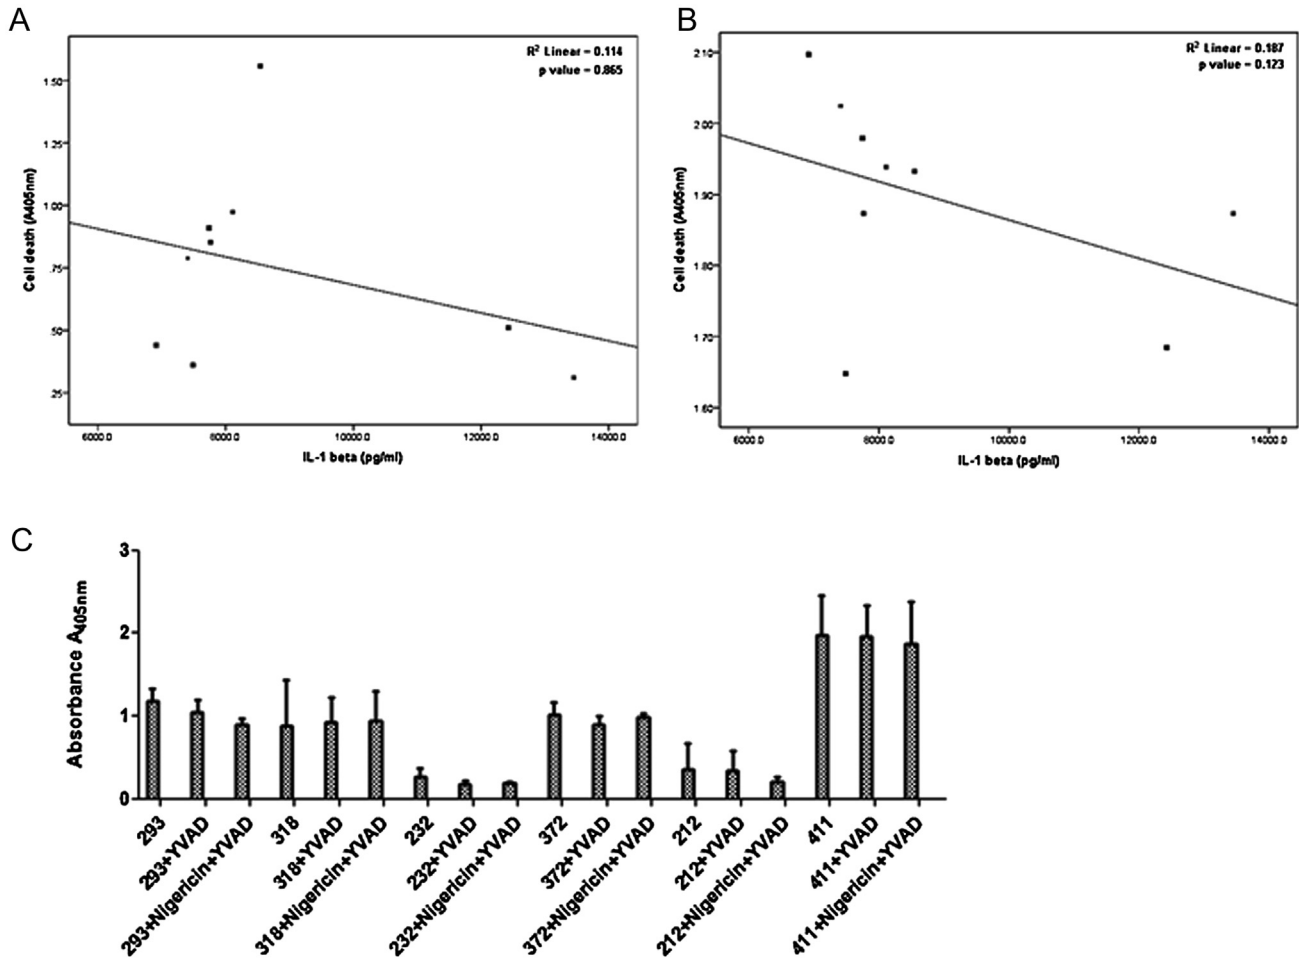 A
R² Linear = 0.114
p value = 0.865
1.50
1.25
1.00
.75
.50
.25
Cell death (A405nm)
6000.0 8000.0 10000.0 12000.0 14000.0
IL-1 beta (pg/ml)
B
R² Linear = 0.187
p value = 0.123
2.10
2.00
1.90
1.80
1.70
1.60
Cell death (A405nm)
6000.0 8000.0 10000.0 12000.0 14000.0
IL-1 beta (pg/ml)
C
3
2
1
0
Absorbance A405nm
293
293+YVAD
293+Nigericin+YVAD
318
318+YVAD
318+Nigericin+YVAD
232
232+YVAD
232+Nigericin+YVAD
372
372+YVAD
372+Nigericin+YVAD
212
212+YVAD
212+Nigericin+YVAD
411
411+YVAD
411+Nigericin+YVAD